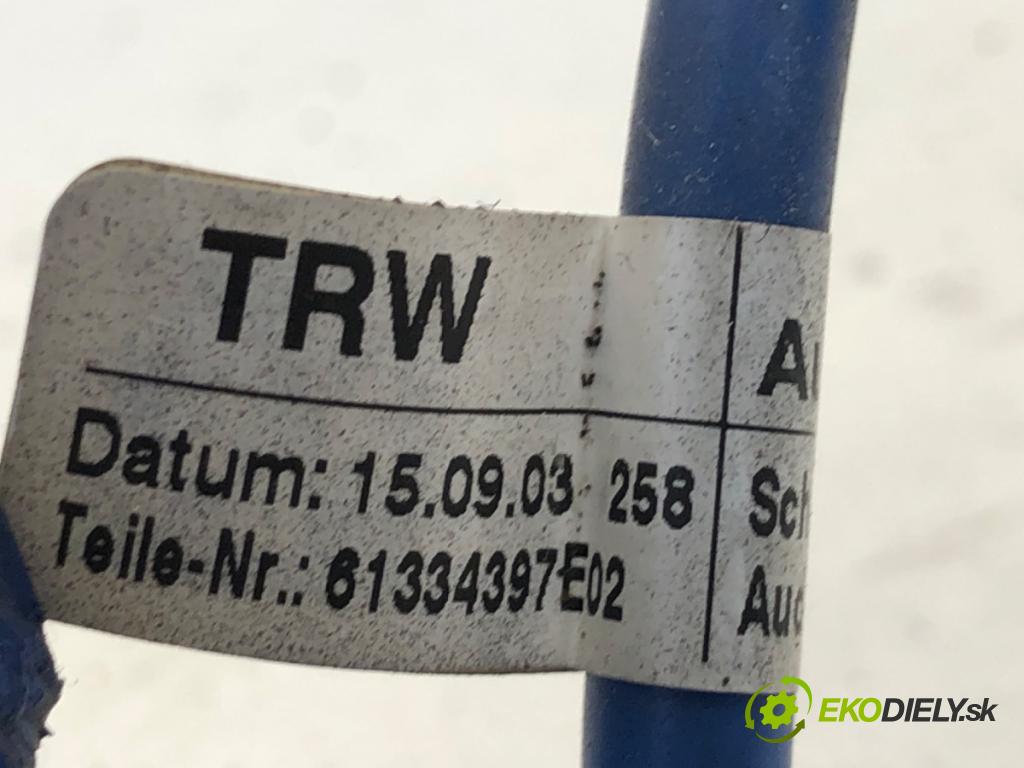 TRW
Datum: 15.09.03 258
Teile-Nr.: 61334397E02
EKODIELY.sk